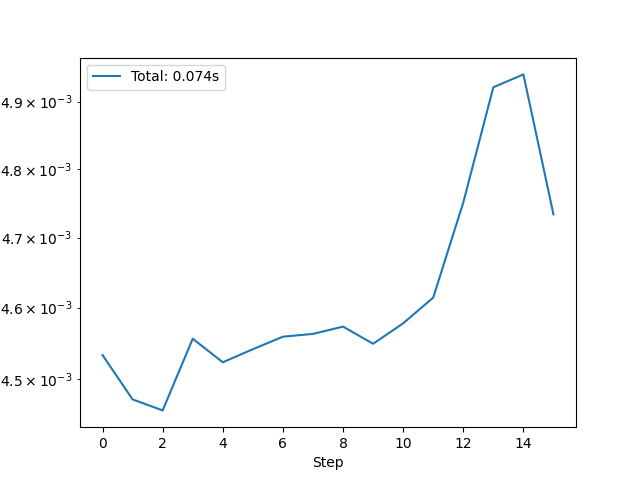 Total: 0.074s
4.9 × 10⁻³
4.8 × 10⁻³
4.7 × 10⁻³
4.6 × 10⁻³
4.5 × 10⁻³
0 2 4 6 8 10 12 14
Step